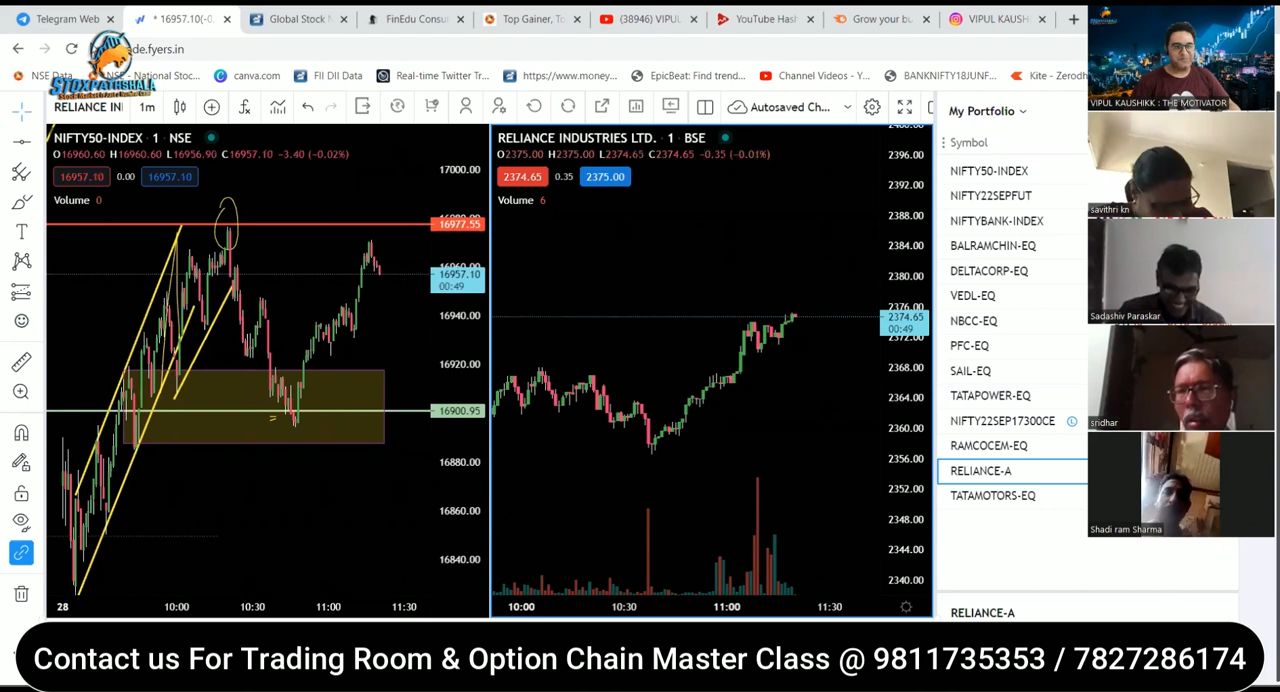 Telegram Web
* 16957.10(-0.
Global Stock M
FinEdu Consu
Top Gainer, To
(38946) VIPUL
YouTube Hash
Grow your bu
VIPUL KAUSH
de.fyers.in
STOXPATHSHALA
NSE Data
NSE - National Stoc...
canva.com
FII DII Data
Real-time Twitter Tr...
https://www.money...
EpicBeat: Find trend...
Channel Videos - Y...
BANKNIFTY18JUNF...
Kite - Zerodh
RELIANCE INI
1m
Autosaved Ch...
My Portfolio
NIFTY50-INDEX · 1 · NSE
O16960.60 H16960.60 L16956.90 C16957.10 -3.40 (-0.02%)
16957.10 0.00 16957.10
Volume 0
17000.00
16977.55
16957.10
00:49
16940.00
16920.00
16900.95
16880.00
16860.00
16840.00
28 10:00 10:30 11:00 11:30
RELIANCE INDUSTRIES LTD. · 1 · BSE
O2375.00 H2375.00 L2374.65 C2374.65 -0.35 (-0.01%)
2374.65 0.35 2375.00
Volume 6
2396.00
2392.00
2388.00
2384.00
2380.00
2376.00
2374.65
00:49
2372.00
2368.00
2364.00
2360.00
2356.00
2352.00
2348.00
2344.00
2340.00
10:00 10:30 11:00 11:30
Symbol
NIFTY50-INDEX
NIFTY22SEPFUT
NIFTYBANK-INDEX
BALRAMCHIN-EQ
DELTACORP-EQ
VEDL-EQ
NBCC-EQ
PFC-EQ
SAIL-EQ
TATAPOWER-EQ
NIFTY22SEP17300CE
RAMCOCEM-EQ
RELIANCE-A
TATAMOTORS-EQ
RELIANCE-A
VIPUL KAUSHIKK : THE MOTIVATOR
savithri kn
Sadashiv Paraskar
sridhar
Shadi ram Sharma
Contact us For Trading Room & Option Chain Master Class @ 9811735353 / 7827286174